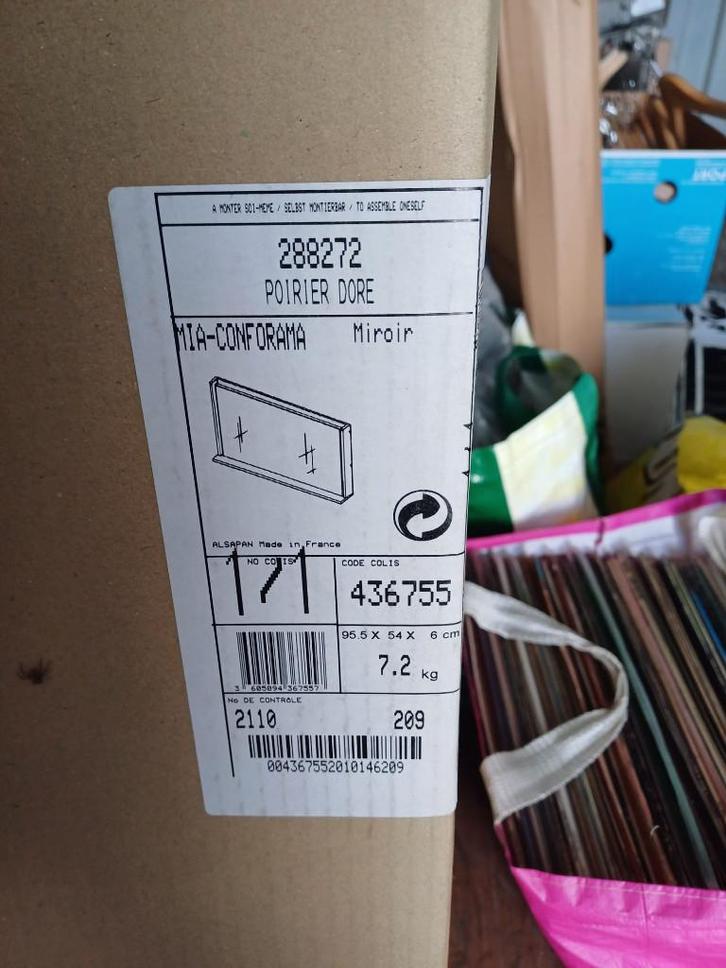 A MONTER SOI-MEME / SELBST MONTIERBAR / TO ASSEMBLE ONESELF
288272
POIRIER DORE
MIA-CONFORAMA Miroir
ALSAPAN Made in France
NO COLIS
1/1
CODE COLIS
436755
95.5 X 54 X 6 cm
7.2 kg
3 605894 367557
No DE CONTROLE
2110 209
004367552010146209